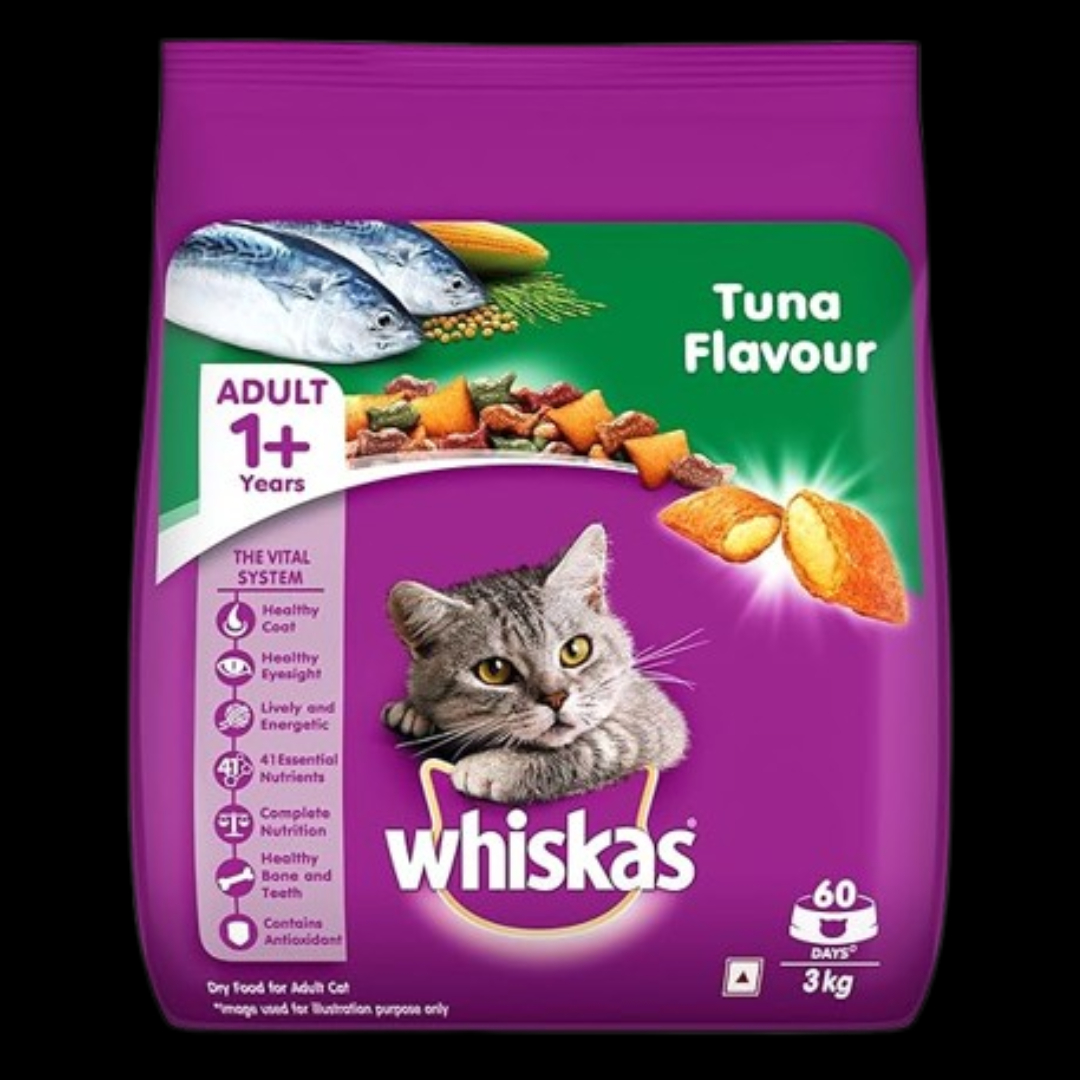 Tuna
Flavour
ADULT
1+
Years
THE VITAL
SYSTEM
Healthy
Coat
Healthy
Eyesight
Lively and
Energetic
41
41 Essential
Nutrients
Complete
Nutrition
Healthy
Bone and
Teeth
Contains
Antioxidant
whiskas®
60
DAYS
3kg
Dry Food for Adult Cat
*Image used for illustration purpose only